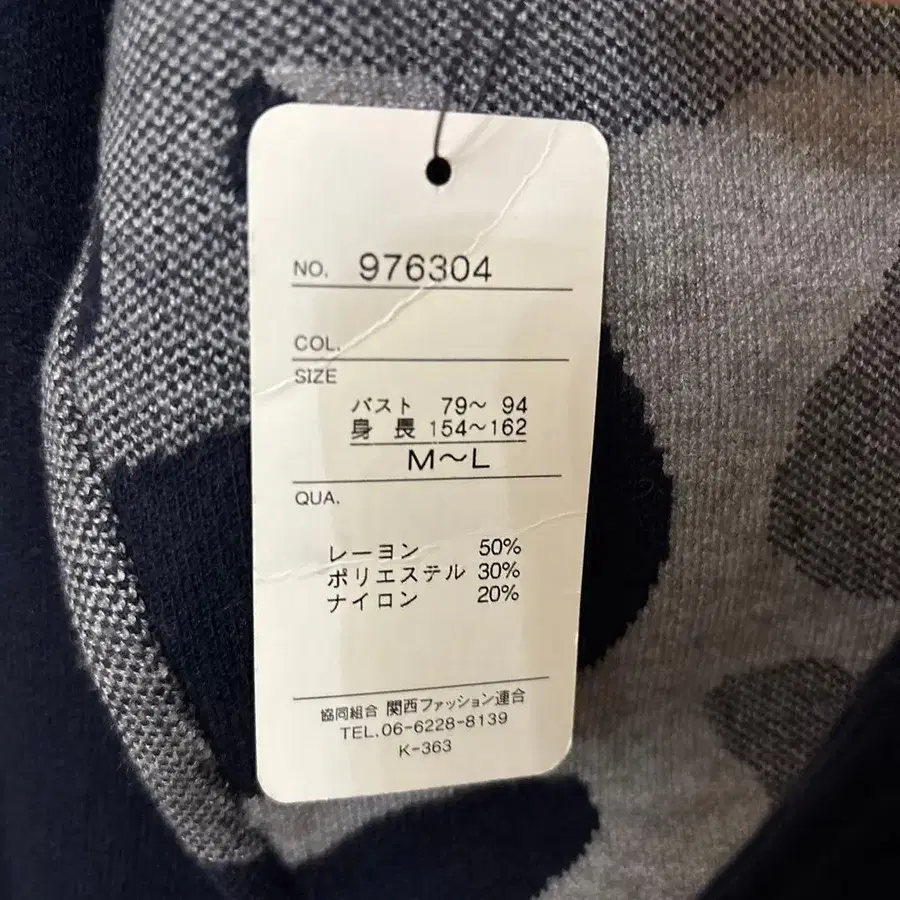 NO. 976304
COL.
SIZE
バスト 79〜 94
身 長 154〜162
M〜L
QUA.
レーヨン 50%
ポリエステル 30%
ナイロン 20%
協同組合 関西ファッション連合
TEL.06-6228-8139
K-363